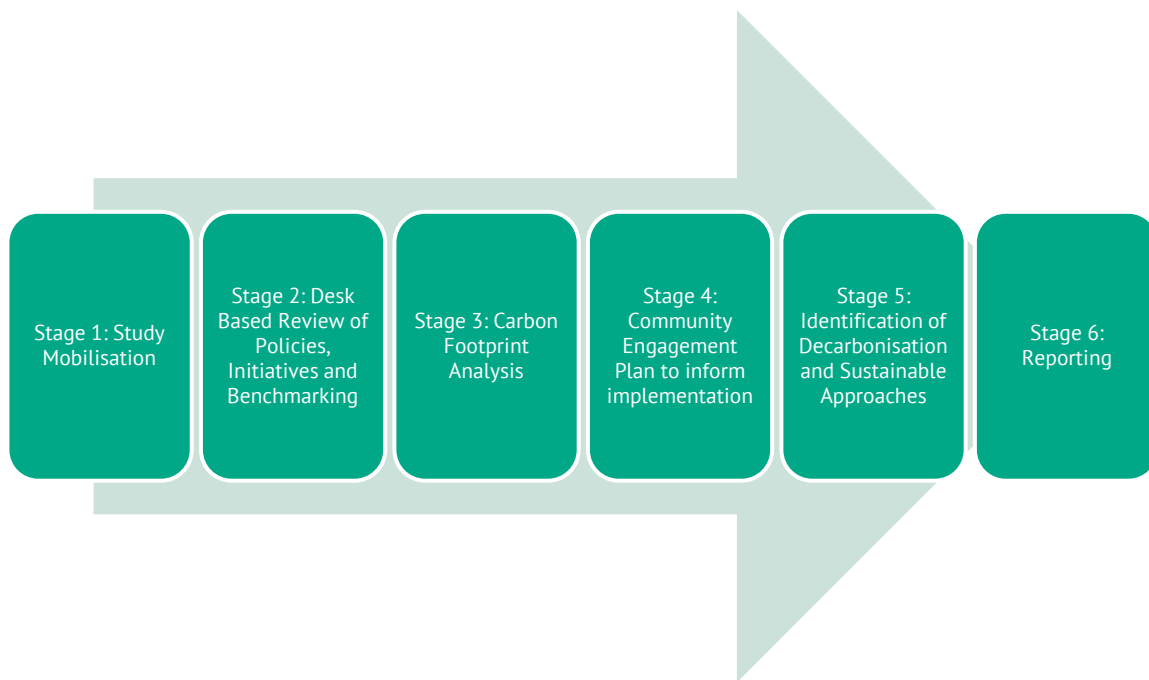 Stage 1: Study
Mobilisation
Stage 2: Desk
Based Review of
Policies,
Initiatives and
Benchmarking
Stage 3: Carbon
Footprint
Analysis
Stage 4:
Community
Engagement
Plan to inform
implementation
Stage 5:
Identification of
Decarbonisation
and Sustainable
Approaches
Stage 6:
Reporting